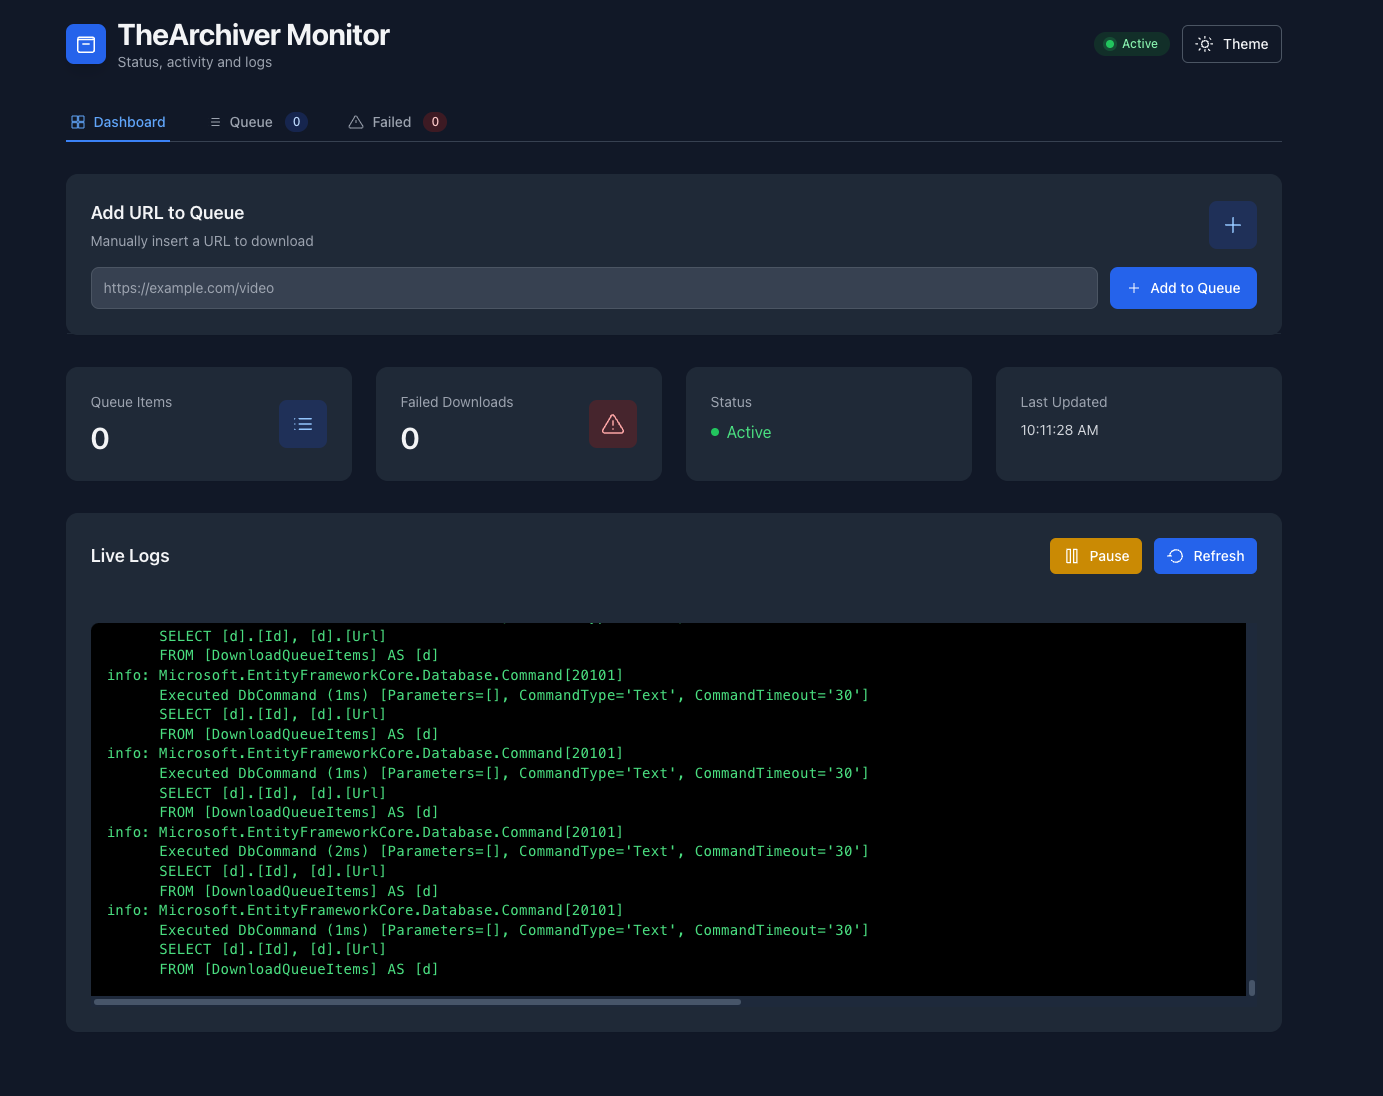 TheArchiver Monitor
Status, activity and logs
Active
Theme
Dashboard
Queue 0
Failed 0
Add URL to Queue
Manually insert a URL to download
https://example.com/video
Add to Queue
Queue Items
0
Failed Downloads
0
Status
Active
Last Updated
10:11:28 AM
Live Logs
Pause
Refresh
SELECT [d].[Id], [d].[Url]
FROM [DownloadQueueItems] AS [d]
info: Microsoft.EntityFrameworkCore.Database.Command[20101]
Executed DbCommand (1ms) [Parameters=[], CommandType='Text', CommandTimeout='30']
SELECT [d].[Id], [d].[Url]
FROM [DownloadQueueItems] AS [d]
info: Microsoft.EntityFrameworkCore.Database.Command[20101]
Executed DbCommand (1ms) [Parameters=[], CommandType='Text', CommandTimeout='30']
SELECT [d].[Id], [d].[Url]
FROM [DownloadQueueItems] AS [d]
info: Microsoft.EntityFrameworkCore.Database.Command[20101]
Executed DbCommand (2ms) [Parameters=[], CommandType='Text', CommandTimeout='30']
SELECT [d].[Id], [d].[Url]
FROM [DownloadQueueItems] AS [d]
info: Microsoft.EntityFrameworkCore.Database.Command[20101]
Executed DbCommand (1ms) [Parameters=[], CommandType='Text', CommandTimeout='30']
SELECT [d].[Id], [d].[Url]
FROM [DownloadQueueItems] AS [d]